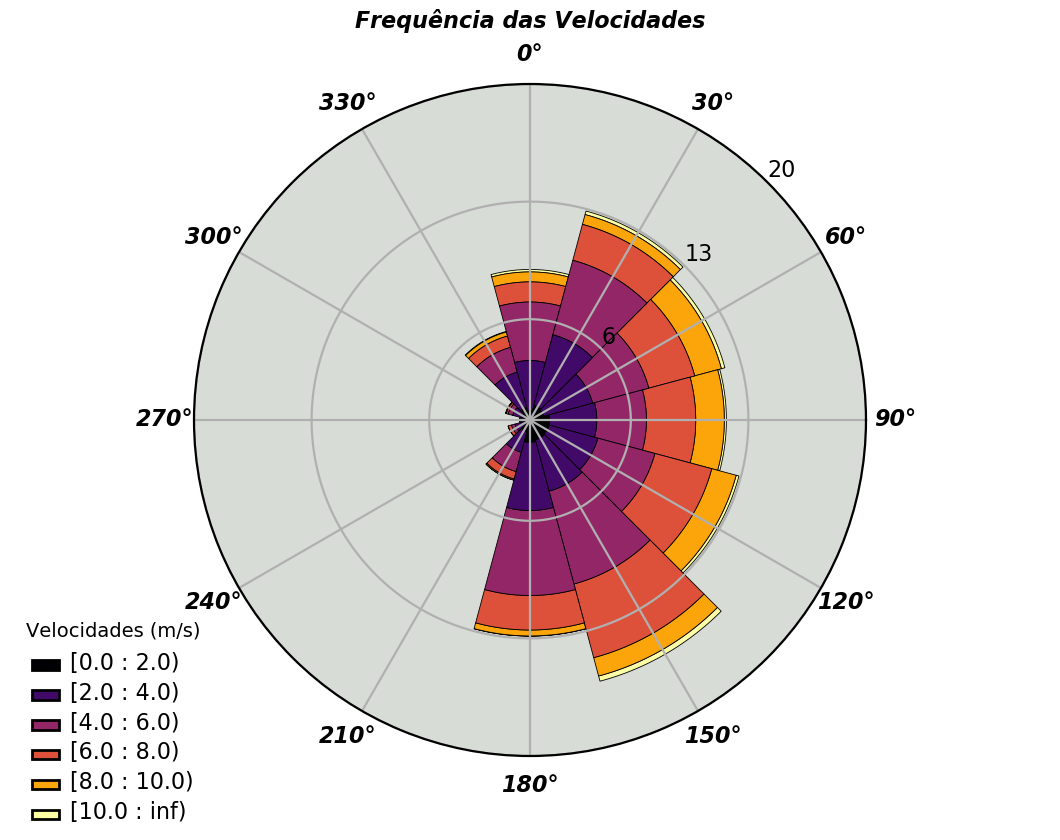 Frequência das Velocidades
0°
330°
30°
20
300°
60°
13
6
270°
90°
240°
120°
Velocidades (m/s)
[0.0 : 2.0)
[2.0 : 4.0)
[4.0 : 6.0)
210°
150°
[6.0 : 8.0)
[8.0 : 10.0)
180°
[10.0 : inf)